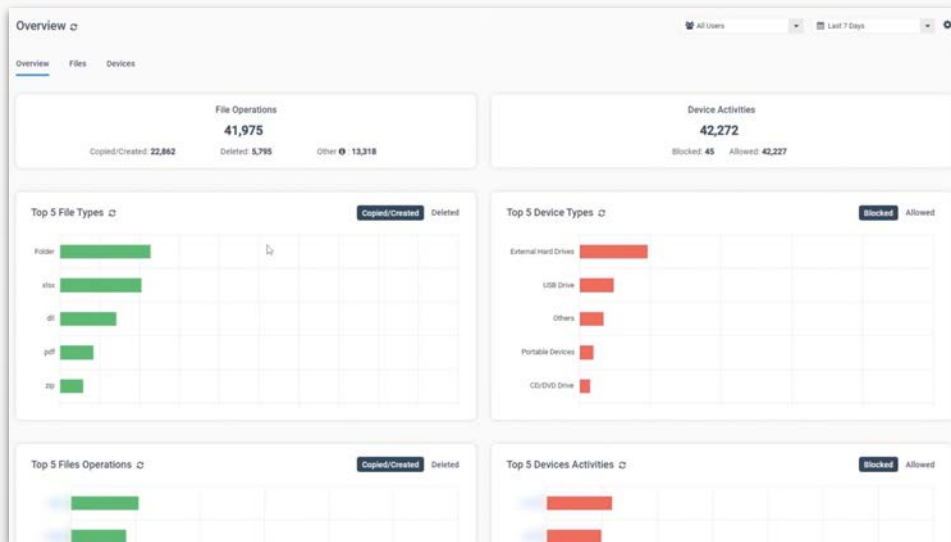 Overview
All Users
Last 7 Days
Overview Files Devices
File Operations
41,975
Copied/Created: 22,862 Deleted: 5,795 Other : 13,318
Device Activities
42,272
Blocked: 45 Allowed: 42,227
Top 5 File Types
Copied/Created Deleted
Folder
xlsx
dll
pdf
zip
Top 5 Device Types
Blocked Allowed
External Hard Drives
USB Drive
Others
Portable Devices
CD/DVD Drive
Top 5 Files Operations
Copied/Created Deleted
Top 5 Devices Activities
Blocked Allowed